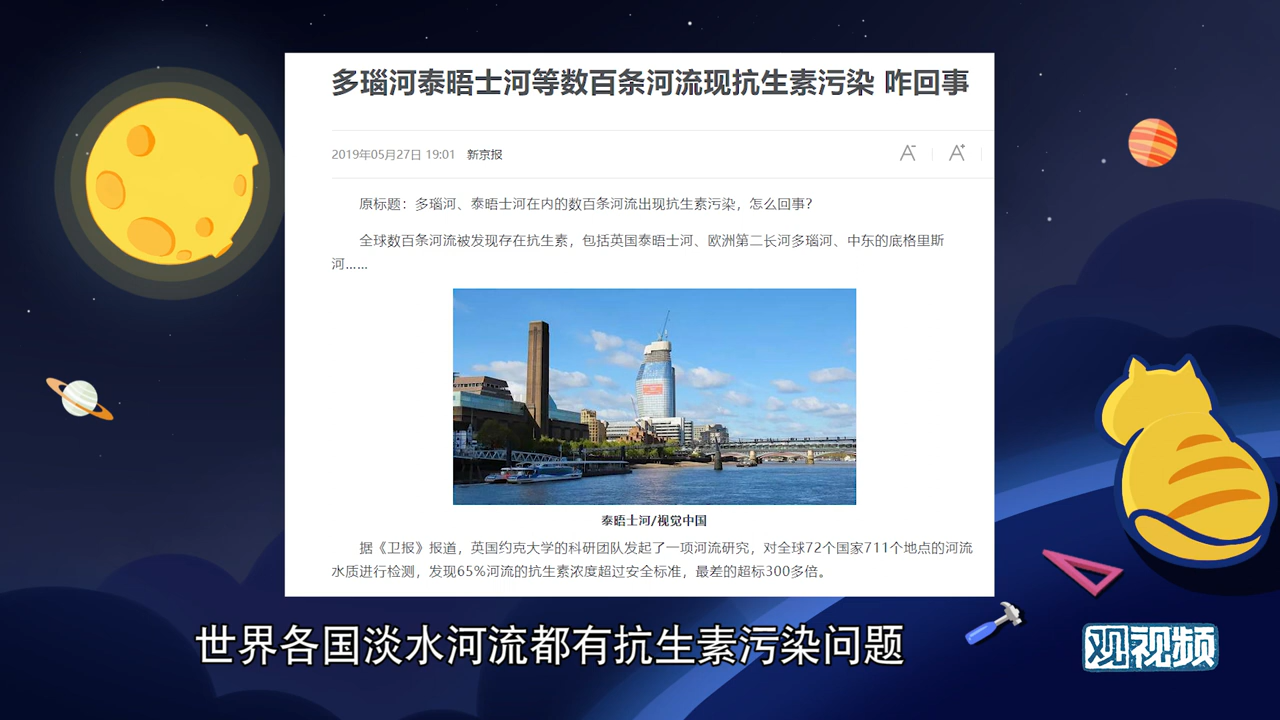 多瑙河泰晤士河等数百条河流现抗生素污染 咋回事
2019年05月27日 19:01 新京报
A- A+
原标题：多瑙河、泰晤士河在内的数百条河流出现抗生素污染，怎么回事？
全球数百条河流被发现存在抗生素，包括英国泰晤士河、欧洲第二长河多瑙河、中东的底格里斯
河……
泰晤士河/视觉中国
据《卫报》报道，英国约克大学的科研团队发起了一项河流研究，对全球72个国家711个地点的河流
水质进行检测，发现65%河流的抗生素浓度超过安全标准，最差的超标300多倍。
世界各国淡水河流都有抗生素污染问题
观视频